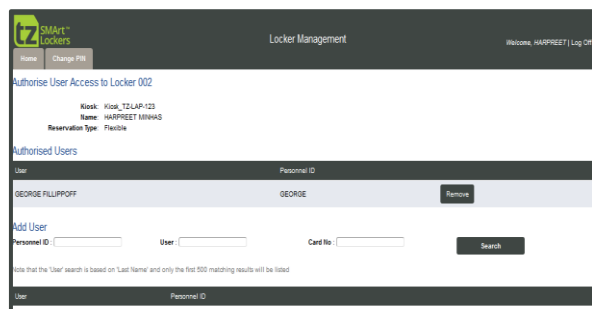 tz SMArt™
Lockers
Locker Management
Welcome, HARPREET | Log Off
Home Change PIN
Authorise User Access to Locker 002
Kiosk: Kiosk_TZ-LAP-123
Name: HARPREET MINHAS
Reservation Type: Flexible
Authorised Users
User Personnel ID
GEORGE FILLIPPOFF GEORGE Remove
Add User
Personnel ID : User : Card No : Search
Note that the 'User' search is based on 'Last Name' and only the first 500 matching results will be listed
User Personnel ID